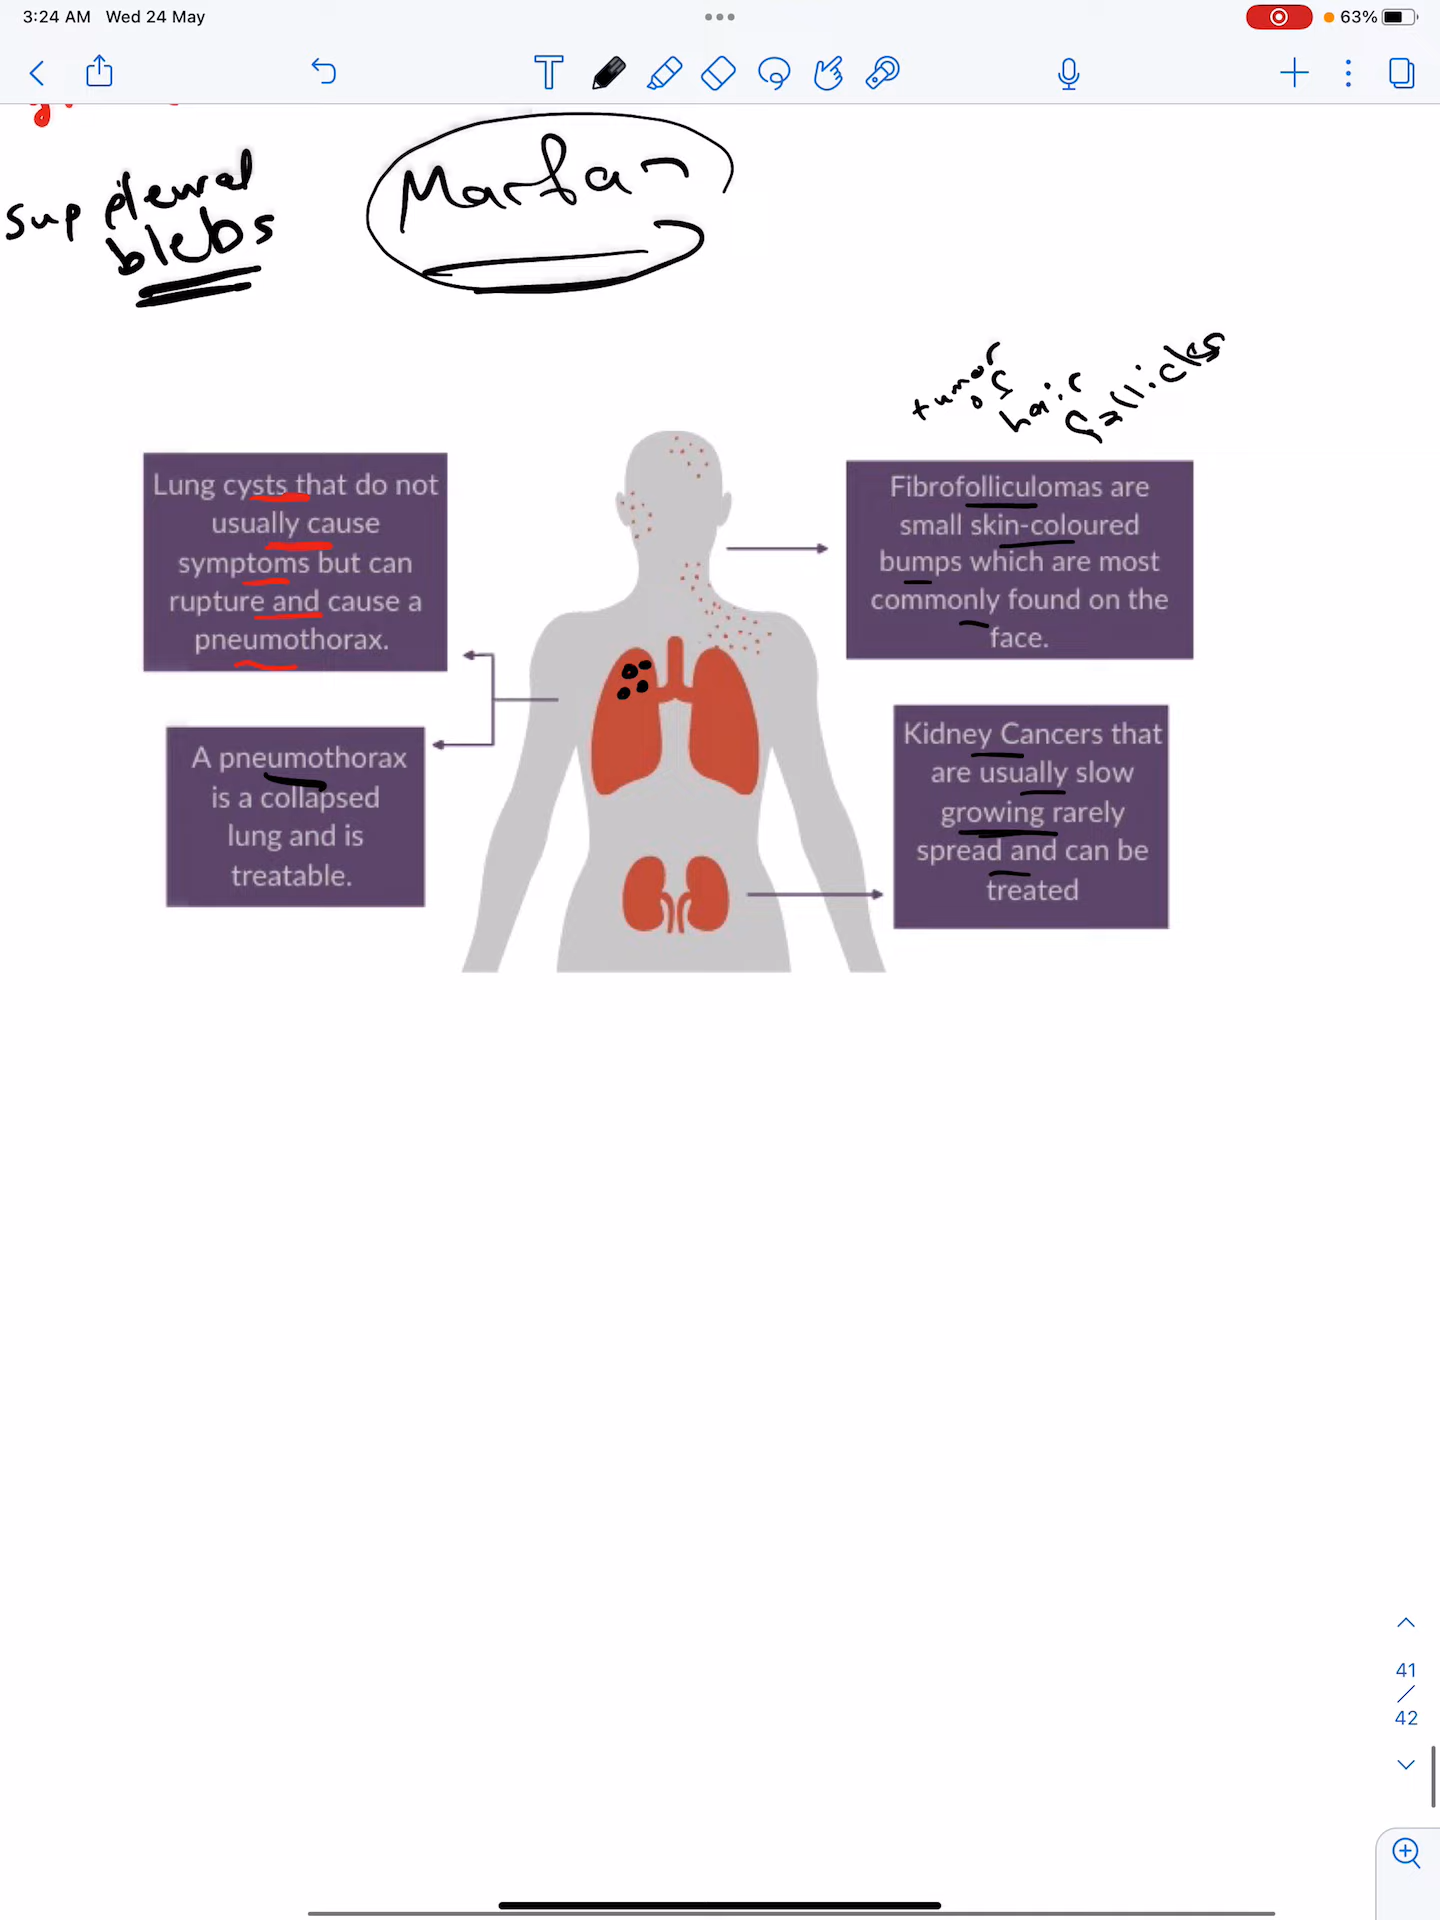 3:24 AM Wed 24 May
63%
sup pleural
blebs
Marfan
tumor
of
hair
follicles
Lung cysts that do not
usually cause
symptoms but can
rupture and cause a
pneumothorax.
Fibrofolliculomas are
small skin-coloured
bumps which are most
commonly found on the
face.
A pneumothorax
is a collapsed
lung and is
treatable.
Kidney Cancers that
are usually slow
growing rarely
spread and can be
treated
41
/
42